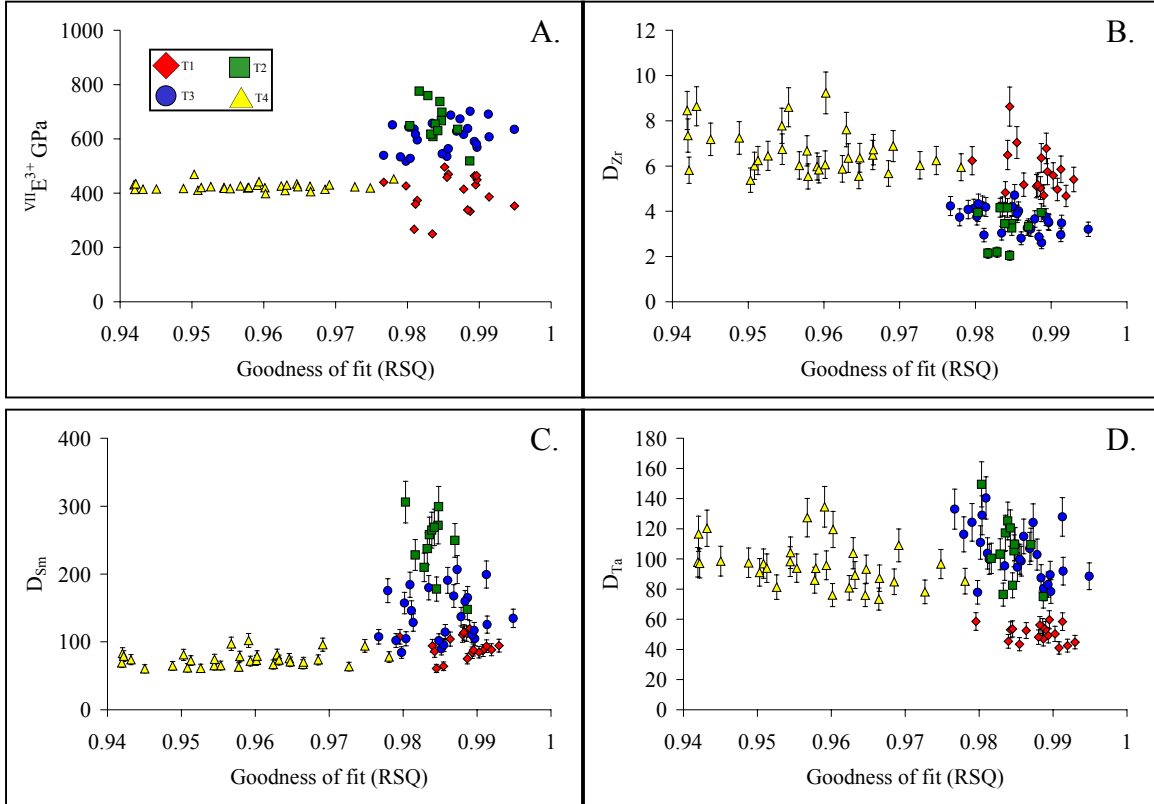 A.
VIIE3+ GPa
1000
800
600
400
200
0
T1
T2
T3
T4
0.94 0.95 0.96 0.97 0.98 0.99 1
Goodness of fit (RSQ)
B.
DZr
12
10
8
6
4
2
0
0.94 0.95 0.96 0.97 0.98 0.99 1
Goodness of fit (RSQ)
C.
DSm
400
300
200
100
0
0.94 0.95 0.96 0.97 0.98 0.99 1
Goodness of fit (RSQ)
D.
DTa
180
160
140
120
100
80
60
40
20
0
0.94 0.95 0.96 0.97 0.98 0.99 1
Goodness of fit (RSQ)